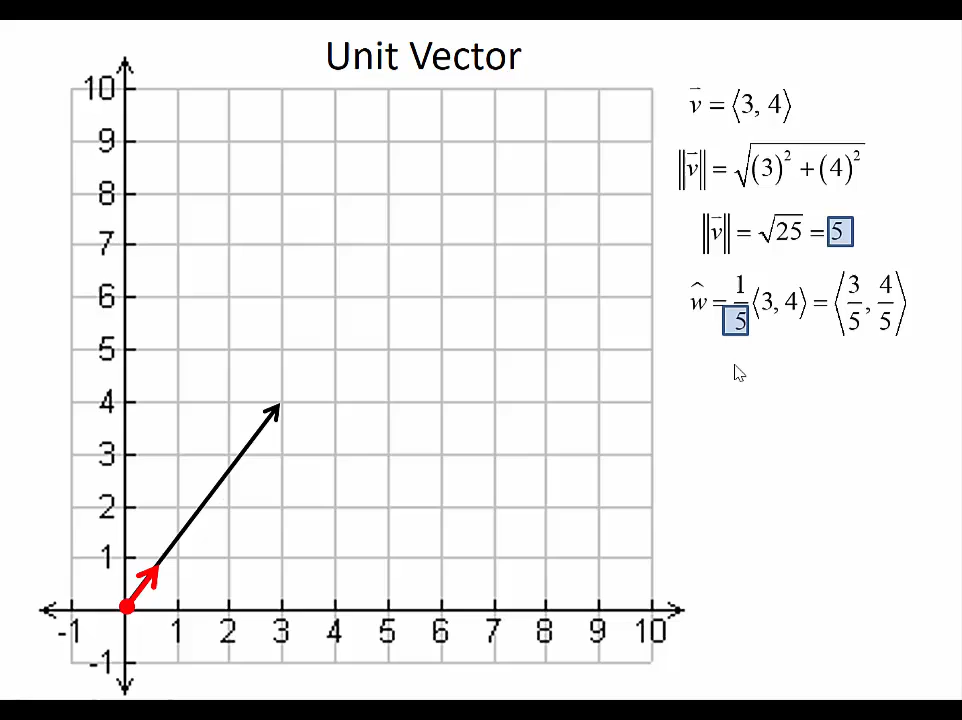 Unit Vector
v⃗ = ⟨3, 4⟩
‖v⃗‖ = √((3)² + (4)²)
‖v⃗‖ = √25 = 5
ŵ = 1/5 ⟨3, 4⟩ = ⟨3/5, 4/5⟩
10
9
8
7
6
5
4
3
2
1
-1 1 2 3 4 5 6 7 8 9 10
-1